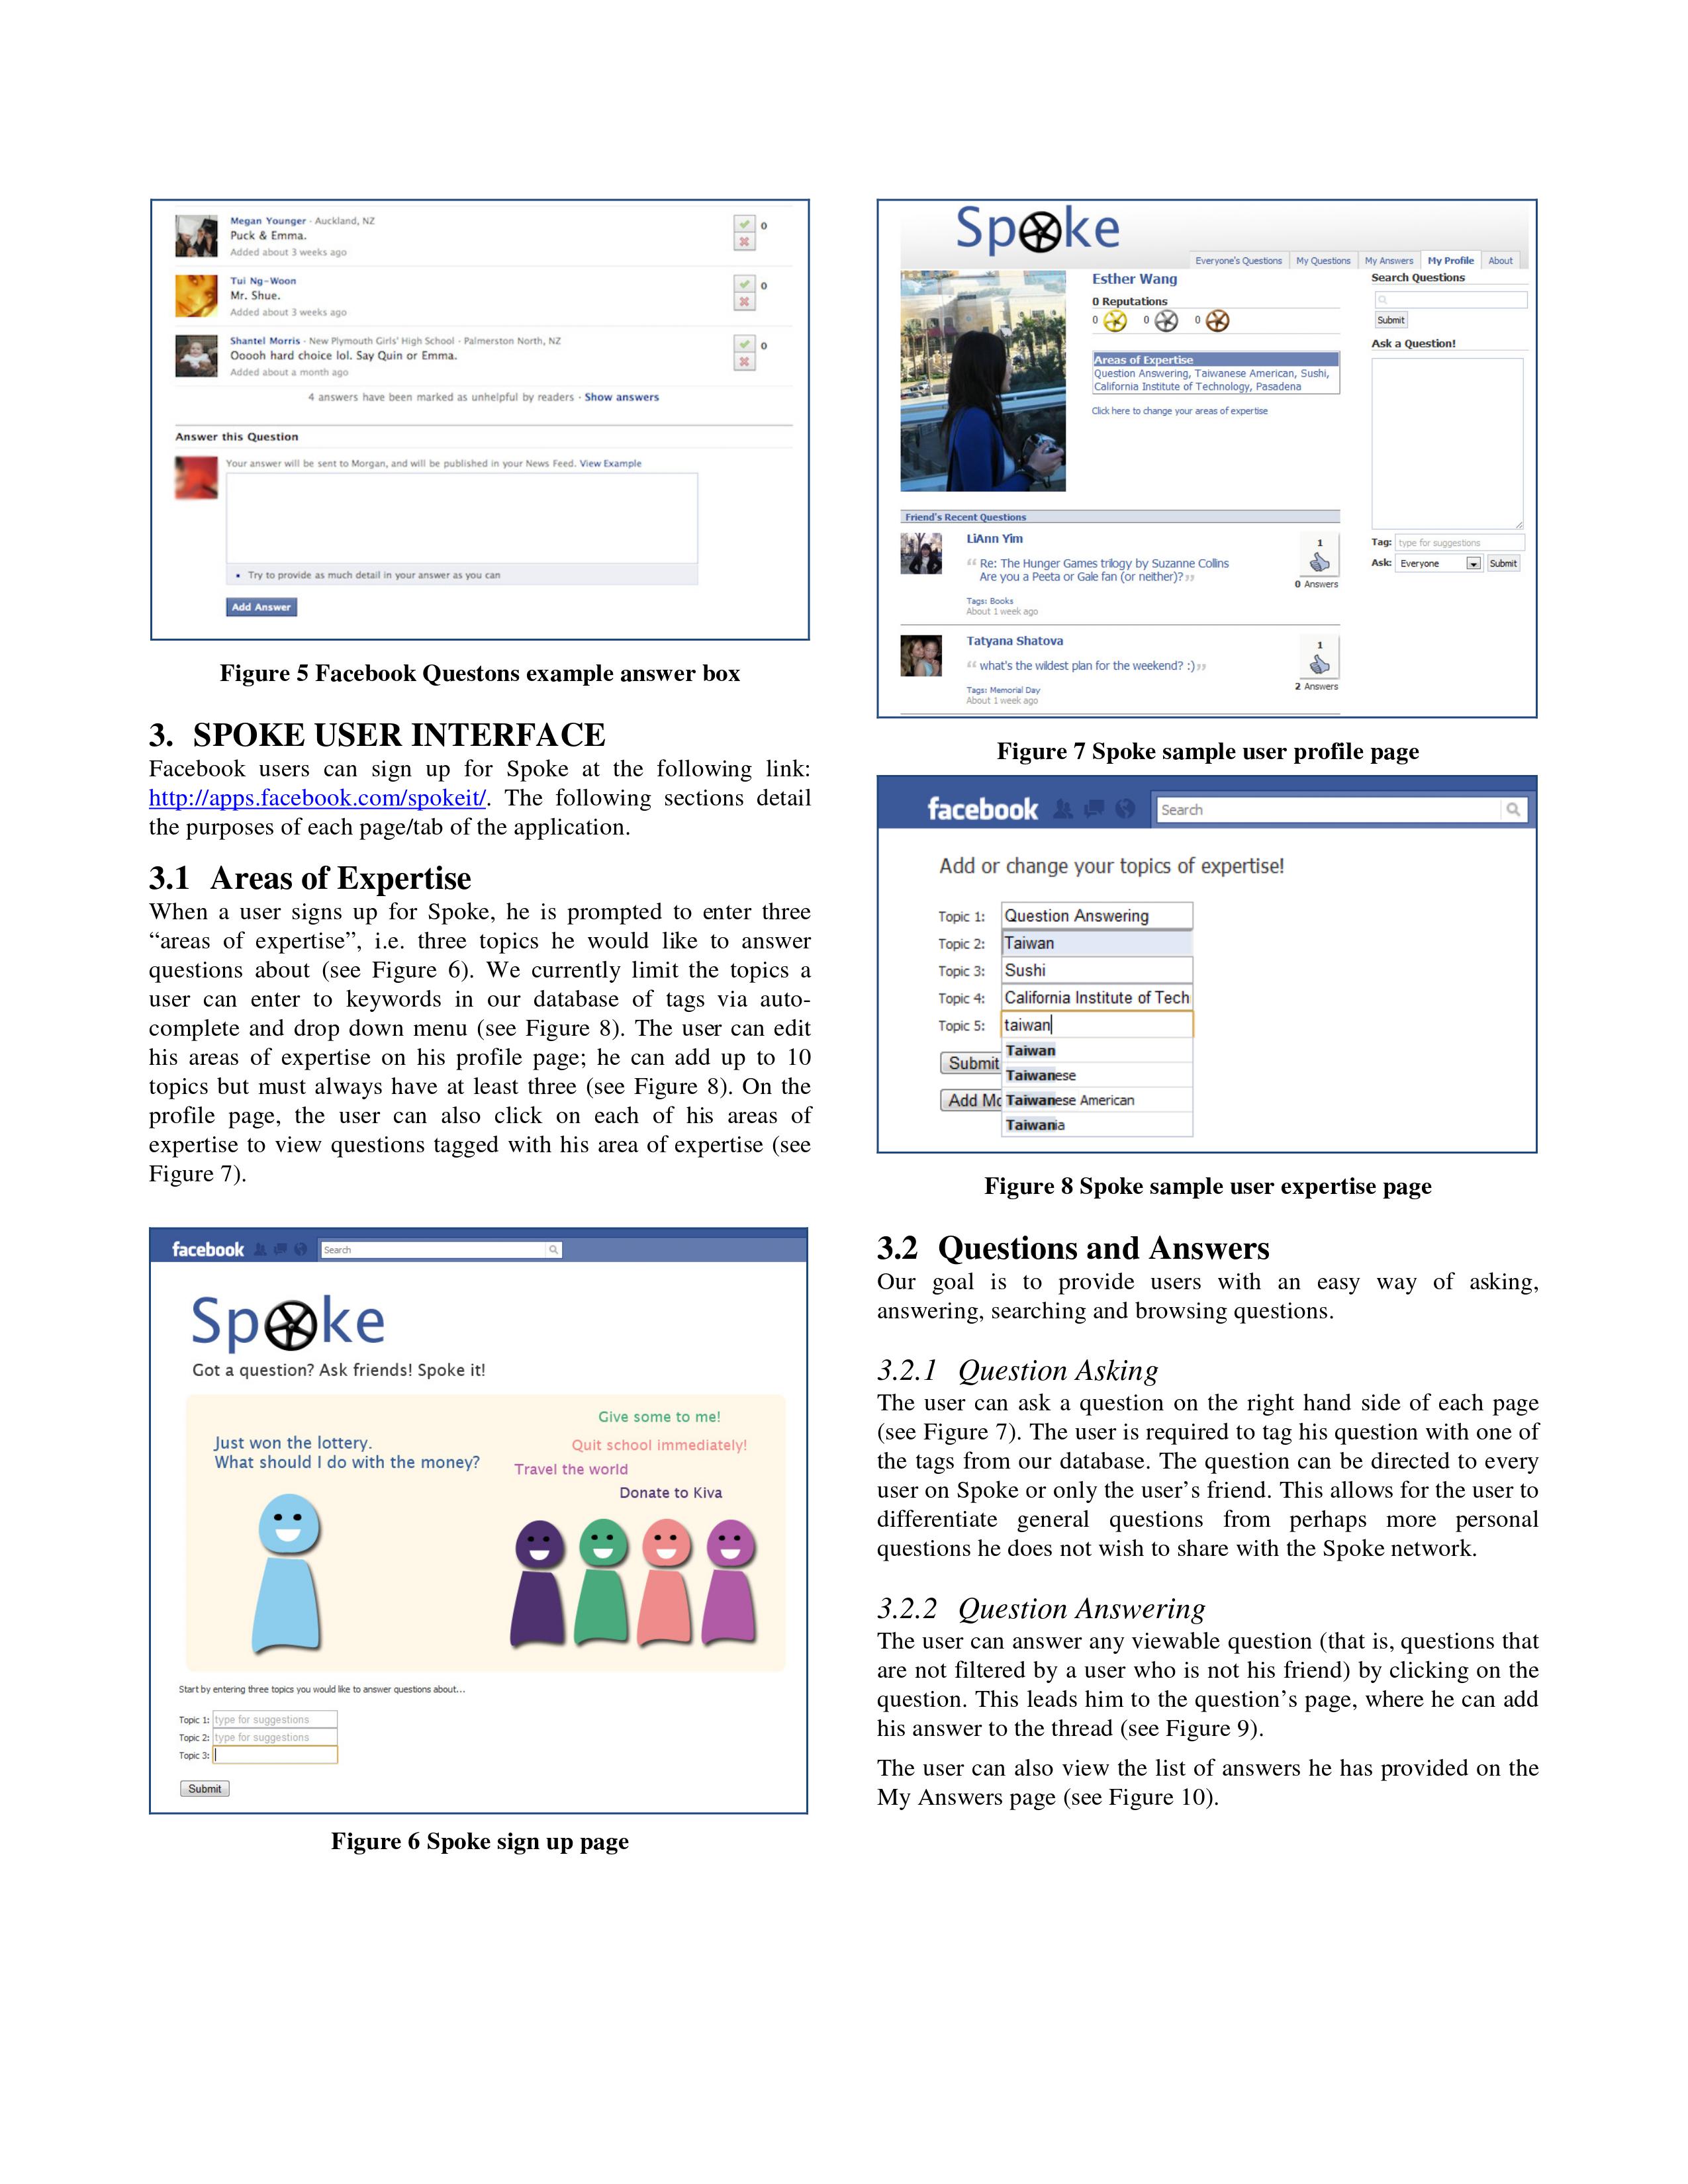 Megan Younger · Auckland, NZ
Puck & Emma.
Added about 3 weeks ago
0
Tui Ng-Woon
Mr. Shue.
Added about 3 weeks ago
0
Shantel Morris · New Plymouth Girls' High School · Palmerston North, NZ
Ooooh hard choice lol. Say Quin or Emma.
Added about a month ago
0
4 answers have been marked as unhelpful by readers · Show answers
Answer this Question
Your answer will be sent to Morgan, and will be published in your News Feed. View Example
• Try to provide as much detail in your answer as you can
Add Answer
Figure 5 Facebook Questons example answer box
3. SPOKE USER INTERFACE
Facebook users can sign up for Spoke at the following link:
http://apps.facebook.com/spokeit/. The following sections detail
the purposes of each page/tab of the application.
3.1 Areas of Expertise
When a user signs up for Spoke, he is prompted to enter three
“areas of expertise”, i.e. three topics he would like to answer
questions about (see Figure 6). We currently limit the topics a
user can enter to keywords in our database of tags via auto-
complete and drop down menu (see Figure 8). The user can edit
his areas of expertise on his profile page; he can add up to 10
topics but must always have at least three (see Figure 8). On the
profile page, the user can also click on each of his areas of
expertise to view questions tagged with his area of expertise (see
Figure 7).
facebook
Search
Spoke
Got a question? Ask friends! Spoke it!
Just won the lottery.
What should I do with the money?
Give some to me!
Quit school immediately!
Travel the world
Donate to Kiva
Start by entering three topics you would like to answer questions about...
Topic 1: type for suggestions
Topic 2: type for suggestions
Topic 3:
Submit
Figure 6 Spoke sign up page
Spoke
Everyone's Questions My Questions My Answers My Profile About
Esther Wang
0 Reputations
0 0 0
Areas of Expertise
Question Answering, Taiwanese American, Sushi,
California Institute of Technology, Pasadena
Click here to change your areas of expertise
Search Questions
Submit
Ask a Question!
Tag: type for suggestions
Ask: Everyone Submit
Friend's Recent Questions
LiAnn Yim
“ Re: The Hunger Games trilogy by Suzanne Collins
Are you a Peeta or Gale fan (or neither)? ”
Tags: Books
About 1 week ago
1
0 Answers
Tatyana Shatova
“ what's the wildest plan for the weekend? :) ”
Tags: Memorial Day
About 1 week ago
1
2 Answers
Figure 7 Spoke sample user profile page
facebook
Search
Add or change your topics of expertise!
Topic 1: Question Answering
Topic 2: Taiwan
Topic 3: Sushi
Topic 4: California Institute of Tech
Topic 5: taiwan
Taiwan
Submit
Taiwanese
Add Mo Taiwanese American
Taiwania
Figure 8 Spoke sample user expertise page
3.2 Questions and Answers
Our goal is to provide users with an easy way of asking,
answering, searching and browsing questions.
3.2.1 Question Asking
The user can ask a question on the right hand side of each page
(see Figure 7). The user is required to tag his question with one of
the tags from our database. The question can be directed to every
user on Spoke or only the user’s friend. This allows for the user to
differentiate general questions from perhaps more personal
questions he does not wish to share with the Spoke network.
3.2.2 Question Answering
The user can answer any viewable question (that is, questions that
are not filtered by a user who is not his friend) by clicking on the
question. This leads him to the question’s page, where he can add
his answer to the thread (see Figure 9).
The user can also view the list of answers he has provided on the
My Answers page (see Figure 10).